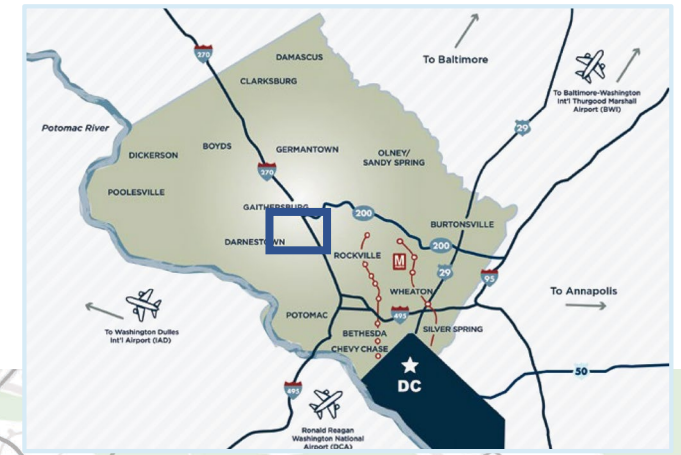 270
DAMASCUS
To Baltimore
CLARKSBURG
To Baltimore-Washington
Int'l Thurgood Marshall
Airport (BWI)
29
Potomac River
BOYDS
GERMANTOWN
DICKERSON
OLNEY/
SANDY SPRING
270
POOLESVILLE
GAITHERSBURG
200
BURTONSVILLE
DARNESTOWN
200
ROCKVILLE
M
29
95
WHEATON
To Annapolis
To Washington Dulles
Int'l Airport (IAD)
POTOMAC
495
SILVER SPRING
BETHESDA
CHEVY CHASE
DC
50
495
Ronald Reagan
Washington National
Airport (DCA)